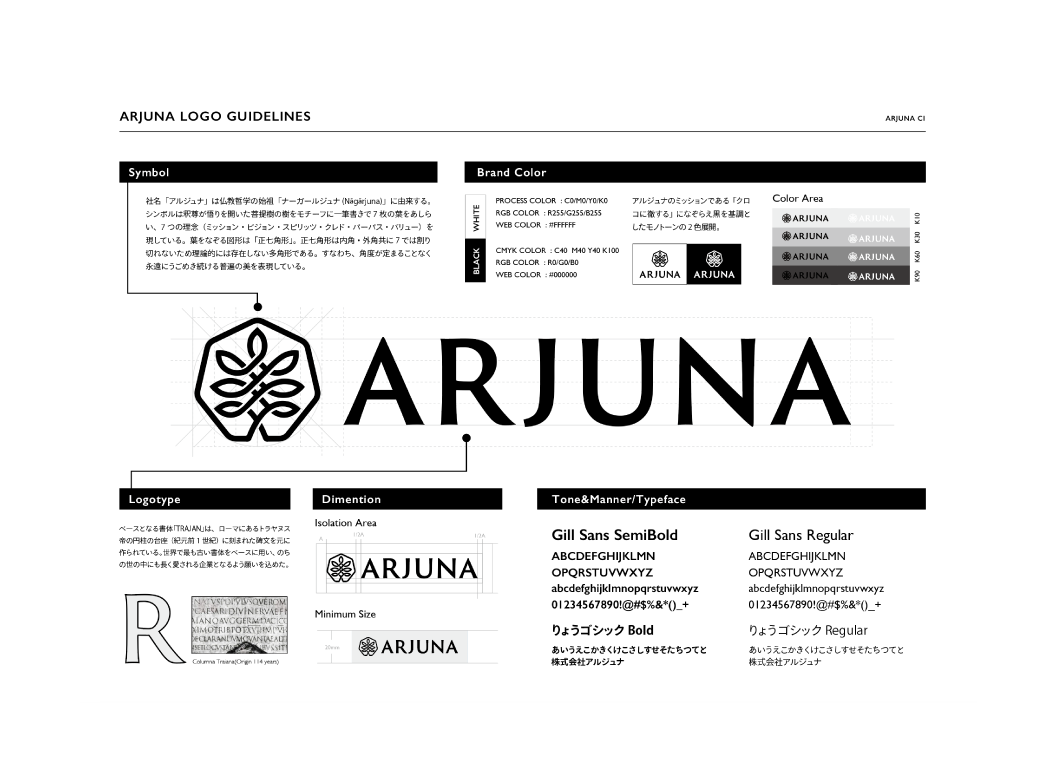 ARJUNA LOGO GUIDELINES
ARJUNA CI
Symbol
社名「アルジュナ」は仏教哲学の始祖「ナーガールジュナ (Nāgārjuna)」に由来する。
シンボルは釈尊が悟りを開いた菩提樹の樹をモチーフに一筆書きで７枚の葉をあしら
い、７つの理念（ミッション・ビジョン・スピリッツ・クレド・パーパス・バリュー）を表
現している。葉をなぞる図形は「正七角形」。正七角形は内角・外角共に７では割り
切れないため理論的には存在しない多角形である。すなわち、角度が定まることなく
永遠にうごめき続ける普遍の美を表現している。
Brand Color
WHITE
PROCESS COLOR : C0/M0/Y0/K0
RGB COLOR : R255/G255/B255
WEB COLOR : #FFFFFF
BLACK
CMYK COLOR : C40 M40 Y40 K100
RGB COLOR : R0/G0/B0
WEB COLOR : #000000
アルジュナのミッションである「クロ
コに徹する」になぞらえ黒を基調と
したモノトーンの２色展開。
ARJUNA ARJUNA
Color Area
ARJUNA ARJUNA K10
ARJUNA ARJUNA K30
ARJUNA ARJUNA K60
ARJUNA ARJUNA K90
ARJUNA
Logotype
ベースとなる書体「TRAJAN」は、ローマにあるトラヤヌス
帝の円柱の台座（紀元前１世紀）に刻まれた碑文を元に
作られている。世界で最も古い書体をベースに用い、のち
の世の中にも長く愛される企業となるよう願いを込めた。
R
Columna Traiana(Origin 114 years)
Dimention
Isolation Area
A 1/2A 1/2A
ARJUNA
Minimum Size
20mm
ARJUNA
Tone&Manner/Typeface
Gill Sans SemiBold
ABCDEFGHIJKLMN
OPQRSTUVWXYZ
abcdefghijklmnopqrstuvwxyz
01234567890!@#$%&*()_+
りょうゴシック Bold
あいうえこかきくけこさしすせそたちつてと
株式会社アルジュナ
Gill Sans Regular
ABCDEFGHIJKLMN
OPQRSTUVWXYZ
abcdefghijklmnopqrstuvwxyz
01234567890!@#$%&*()_+
りょうゴシック Regular
あいうえこかきくけこさしすせそたちつてと
株式会社アルジュナ